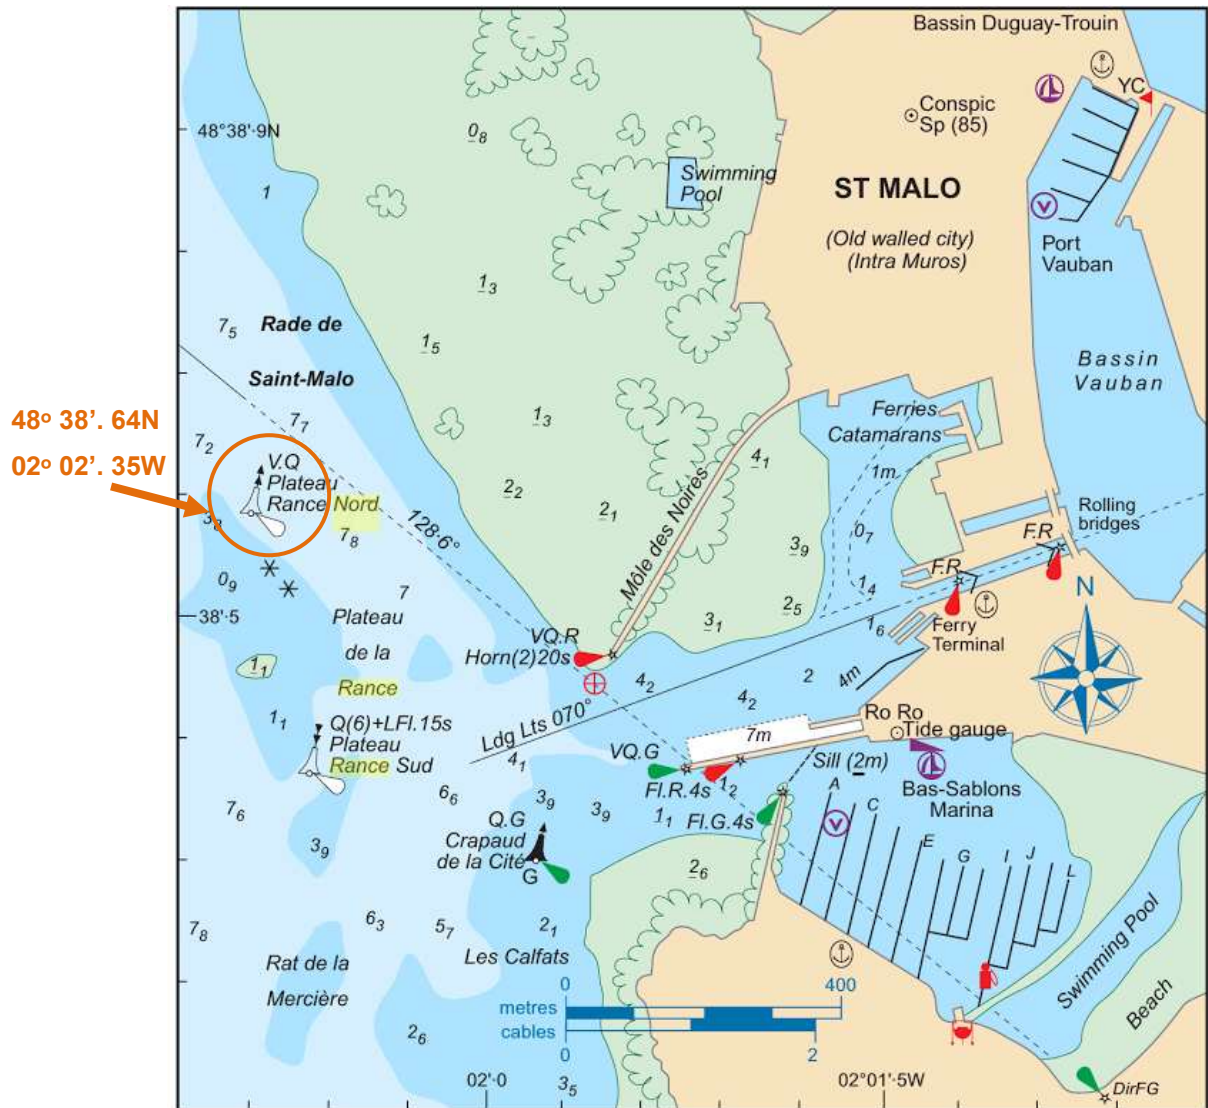 Bassin Duguay-Trouin
YC
48°38'·9N
Conspic
Sp (85)
0₈
Swimming
Pool
ST MALO
1
(Old walled city)
(Intra Muros)
Port
Vauban
1₃
7₅
Rade de
1₅
Saint-Malo
Bassin
Vauban
48º 38’. 64N
02º 02’. 35W
7₇
1₃
Ferries
Catamarans
7₂
V.Q
Plateau
Rance Nord
4₁
1m
2₂
2₁
Môle des Noires
128·6°
3₈
7₈
3₉
0₇
Rolling
bridges
F.R
F.R
0₉
7
1₄
2₅
38'·5
Plateau
de la
Rance
3₁
1₆
N
Ferry
Terminal
VQ.R
Horn(2)20s
1₁
4₂
2
4m
4₂
1₁
Ldg Lts 070°
Q(6)+LFl.15s
Plateau
Rance Sud
Ro Ro
Tide gauge
7m
VQ.G
4₁
Sill (2m)
Fl.R.4s
1₂
Bas-Sablons
Marina
6₆
3₉
3₉
7₆
1₁
Fl.G.4s
A
C
E
G
I
J
L
V
V
Q.G
Crapaud
de la Cité
G
3₉
2₆
6₃
5₇
2₁
7₈
Les Calfats
Rat de la
Mercière
Swimming Pool
Beach
0
400
metres
cables
0
2
2₆
02'·0
3₅
02°01'·5W
DirFG